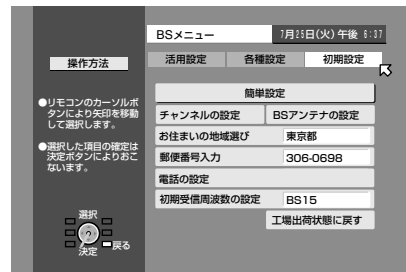 BSメニュー
7月25日(火)午後 6:37
操作方法
活用設定 各種設定 初期設定
●リモコンのカーソルボ
タンにより矢印を移動
して選択します。
●選択した項目の確定は
決定ボタンによりおこ
ないます。
選択
?
決定
戻る
簡単設定
チャンネルの設定 BSアンテナの設定
お住まいの地域選び 東京都
郵便番号入力 306-0698
電話の設定
初期受信周波数の設定 BS15
工場出荷状態に戻す